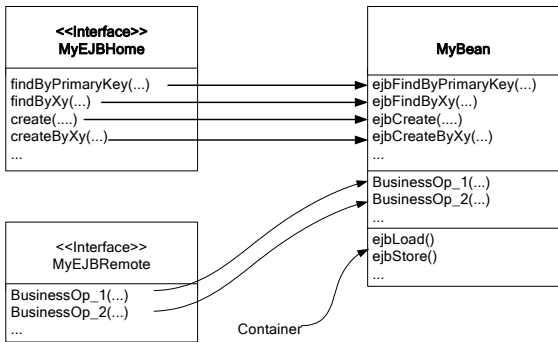 <<Interface>>
MyEJBHome
findByPrimaryKey(...)
findByXy(...)
create(....)
createByXy(...)
...
<<Interface>>
MyEJBRemote
BusinessOp_1(...)
BusinessOp_2(...)
...
MyBean
ejbFindByPrimaryKey(...)
ejbFindByXy(...)
ejbCreate(....)
ejbCreateByXy(...)
...
BusinessOp_1(...)
BusinessOp_2(...)
...
ejbLoad()
ejbStore()
...
Container